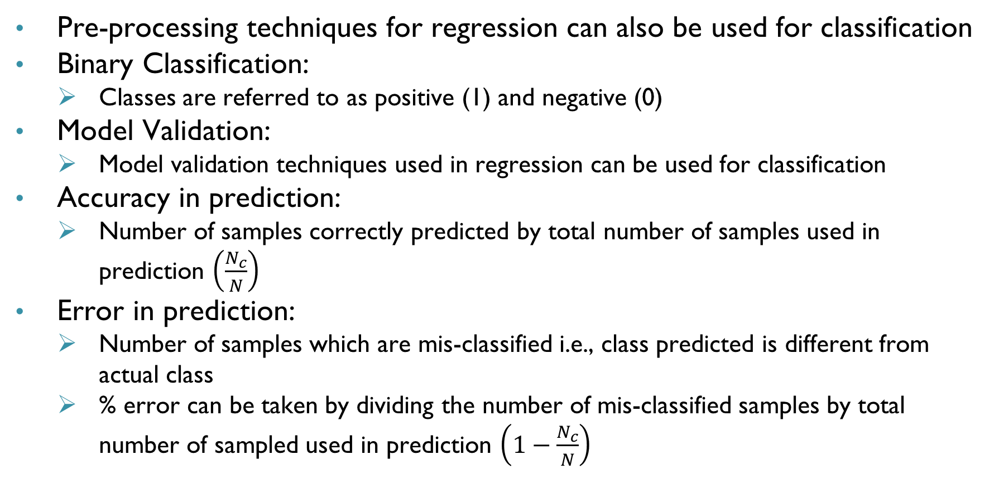 • Pre-processing techniques for regression can also be used for classification
• Binary Classification:
➢ Classes are referred to as positive (1) and negative (0)
• Model Validation:
➢ Model validation techniques used in regression can be used for classification
• Accuracy in prediction:
➢ Number of samples correctly predicted by total number of samples used in
prediction $\left(\frac{N_c}{N}\right)$
• Error in prediction:
➢ Number of samples which are mis-classified i.e., class predicted is different from
actual class
➢ % error can be taken by dividing the number of mis-classified samples by total
number of sampled used in prediction $\left(1 - \frac{N_c}{N}\right)$